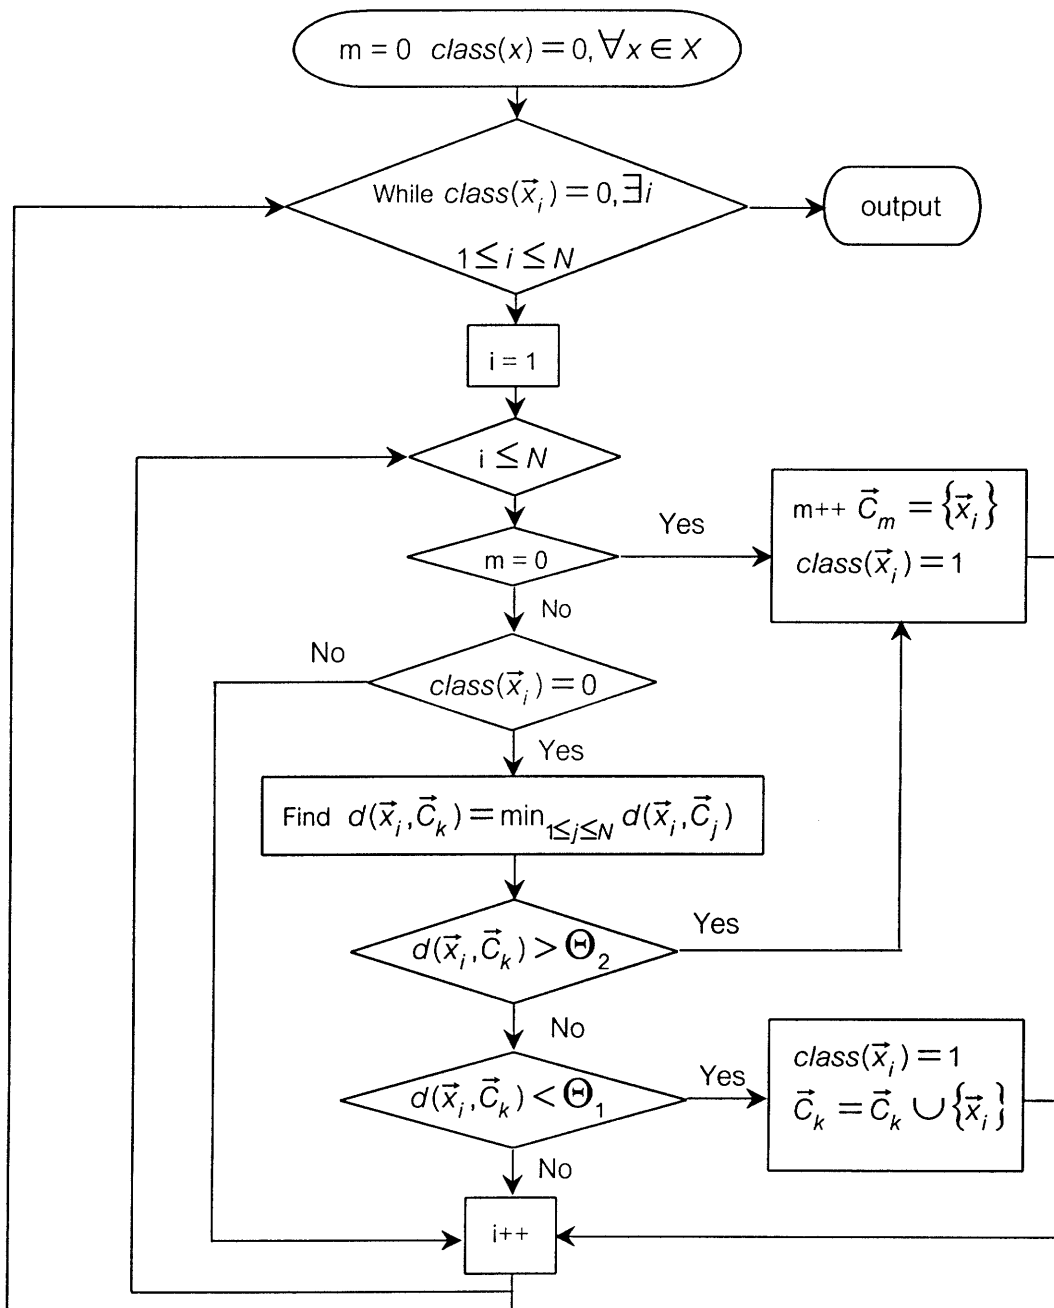 m = 0 class(x) = 0, ∀x ∈ X
While class(x⃗_i) = 0, ∃i
1 ≤ i ≤ N
output
i = 1
i ≤ N
m = 0
Yes
m++ C⃗_m = {x⃗_i}
class(x⃗_i) = 1
No
No
class(x⃗_i) = 0
Yes
Find d(x⃗_i, C⃗_k) = min_{1≤j≤N} d(x⃗_i, C⃗_j)
d(x⃗_i, C⃗_k) > Θ_2
Yes
No
d(x⃗_i, C⃗_k) < Θ_1
Yes
class(x⃗_i) = 1
C⃗_k = C⃗_k ∪ {x⃗_i}
No
i++